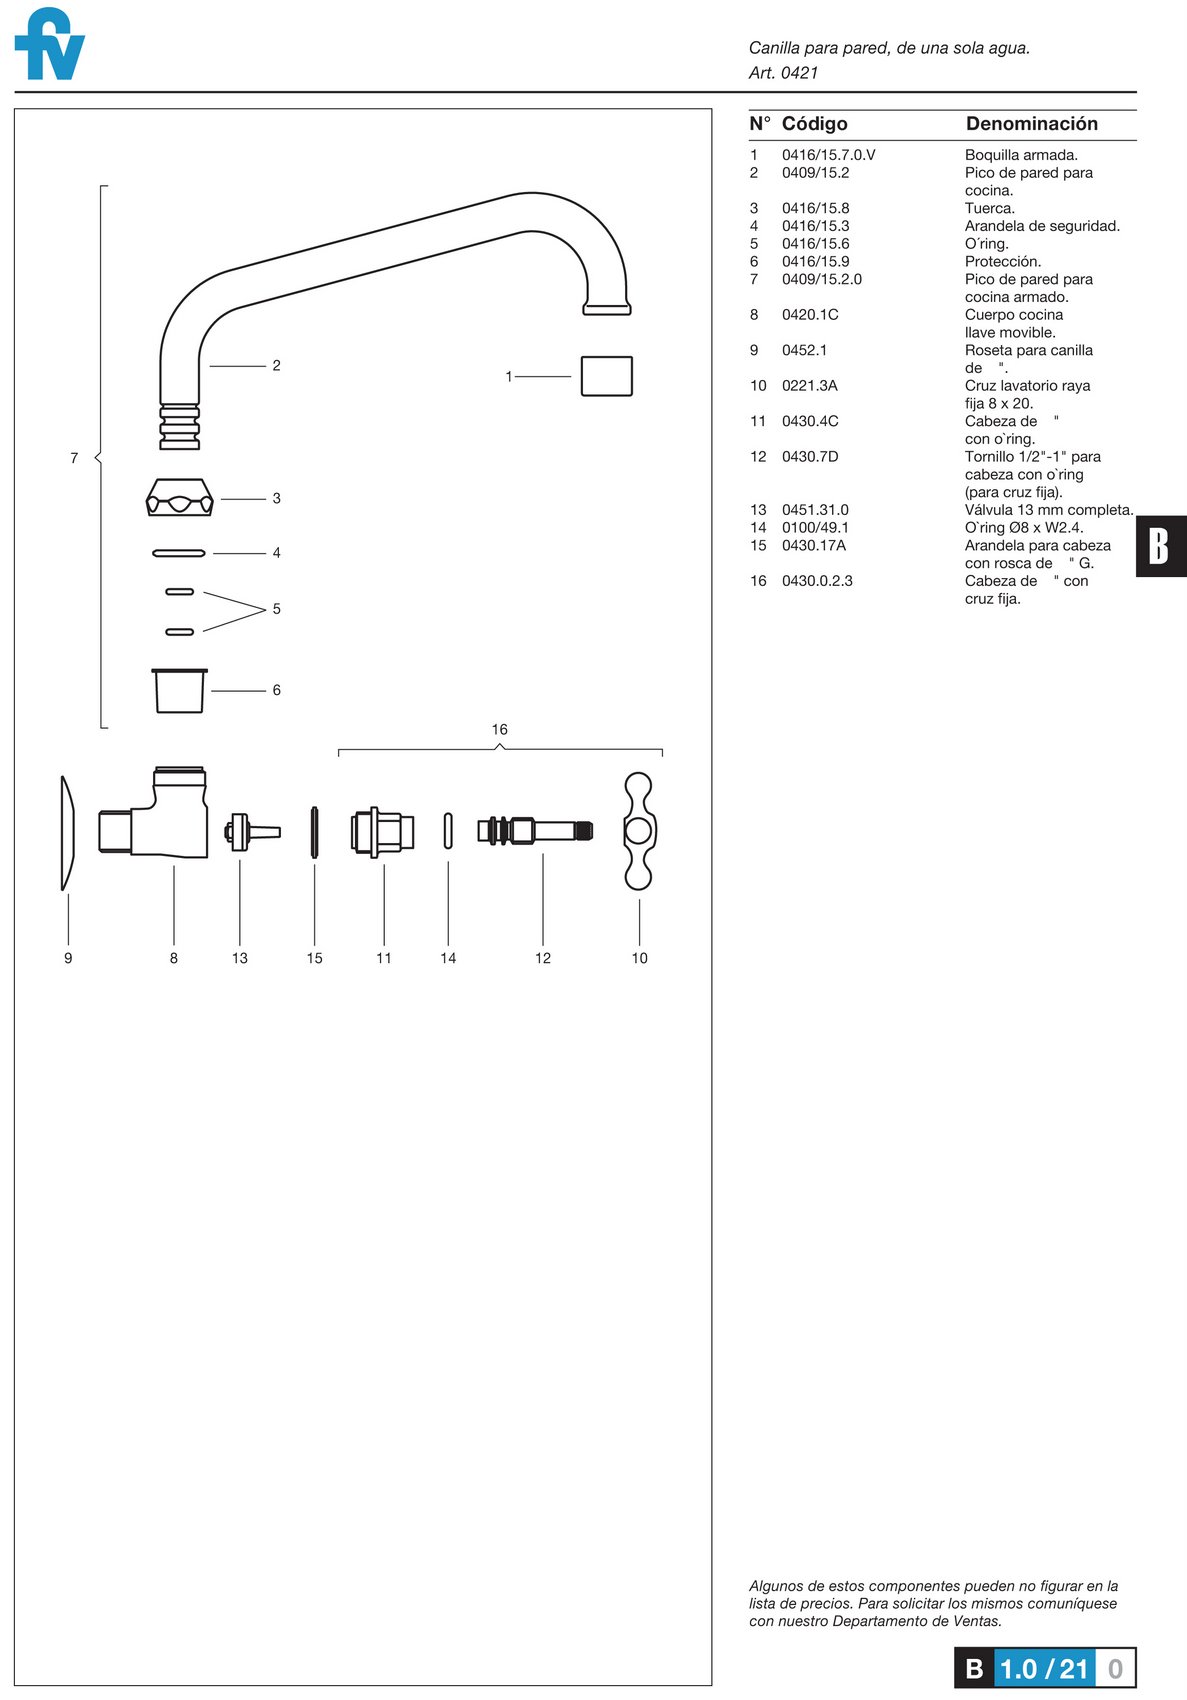 fv
Canilla para pared, de una sola agua.
Art. 0421
N° Código Denominación
1 0416/15.7.0.V Boquilla armada.
2 0409/15.2 Pico de pared para
cocina.
3 0416/15.8 Tuerca.
4 0416/15.3 Arandela de seguridad.
5 0416/15.6 O´ring.
6 0416/15.9 Protección.
7 0409/15.2.0 Pico de pared para
cocina armado.
8 0420.1C Cuerpo cocina
llave movible.
9 0452.1 Roseta para canilla
de ".
10 0221.3A Cruz lavatorio raya
fija 8 x 20.
11 0430.4C Cabeza de "
con o`ring.
12 0430.7D Tornillo 1/2"-1" para
cabeza con o`ring
(para cruz fija).
13 0451.31.0 Válvula 13 mm completa.
14 0100/49.1 O`ring Ø8 x W2.4.
15 0430.17A Arandela para cabeza
con rosca de " G.
16 0430.0.2.3 Cabeza de " con
cruz fija.
B
2
1
7
3
4
5
6
16
9 8 13 15 11 14 12 10
Algunos de estos componentes pueden no figurar en la
lista de precios. Para solicitar los mismos comuníquese
con nuestro Departamento de Ventas.
B 1.0 / 21 0